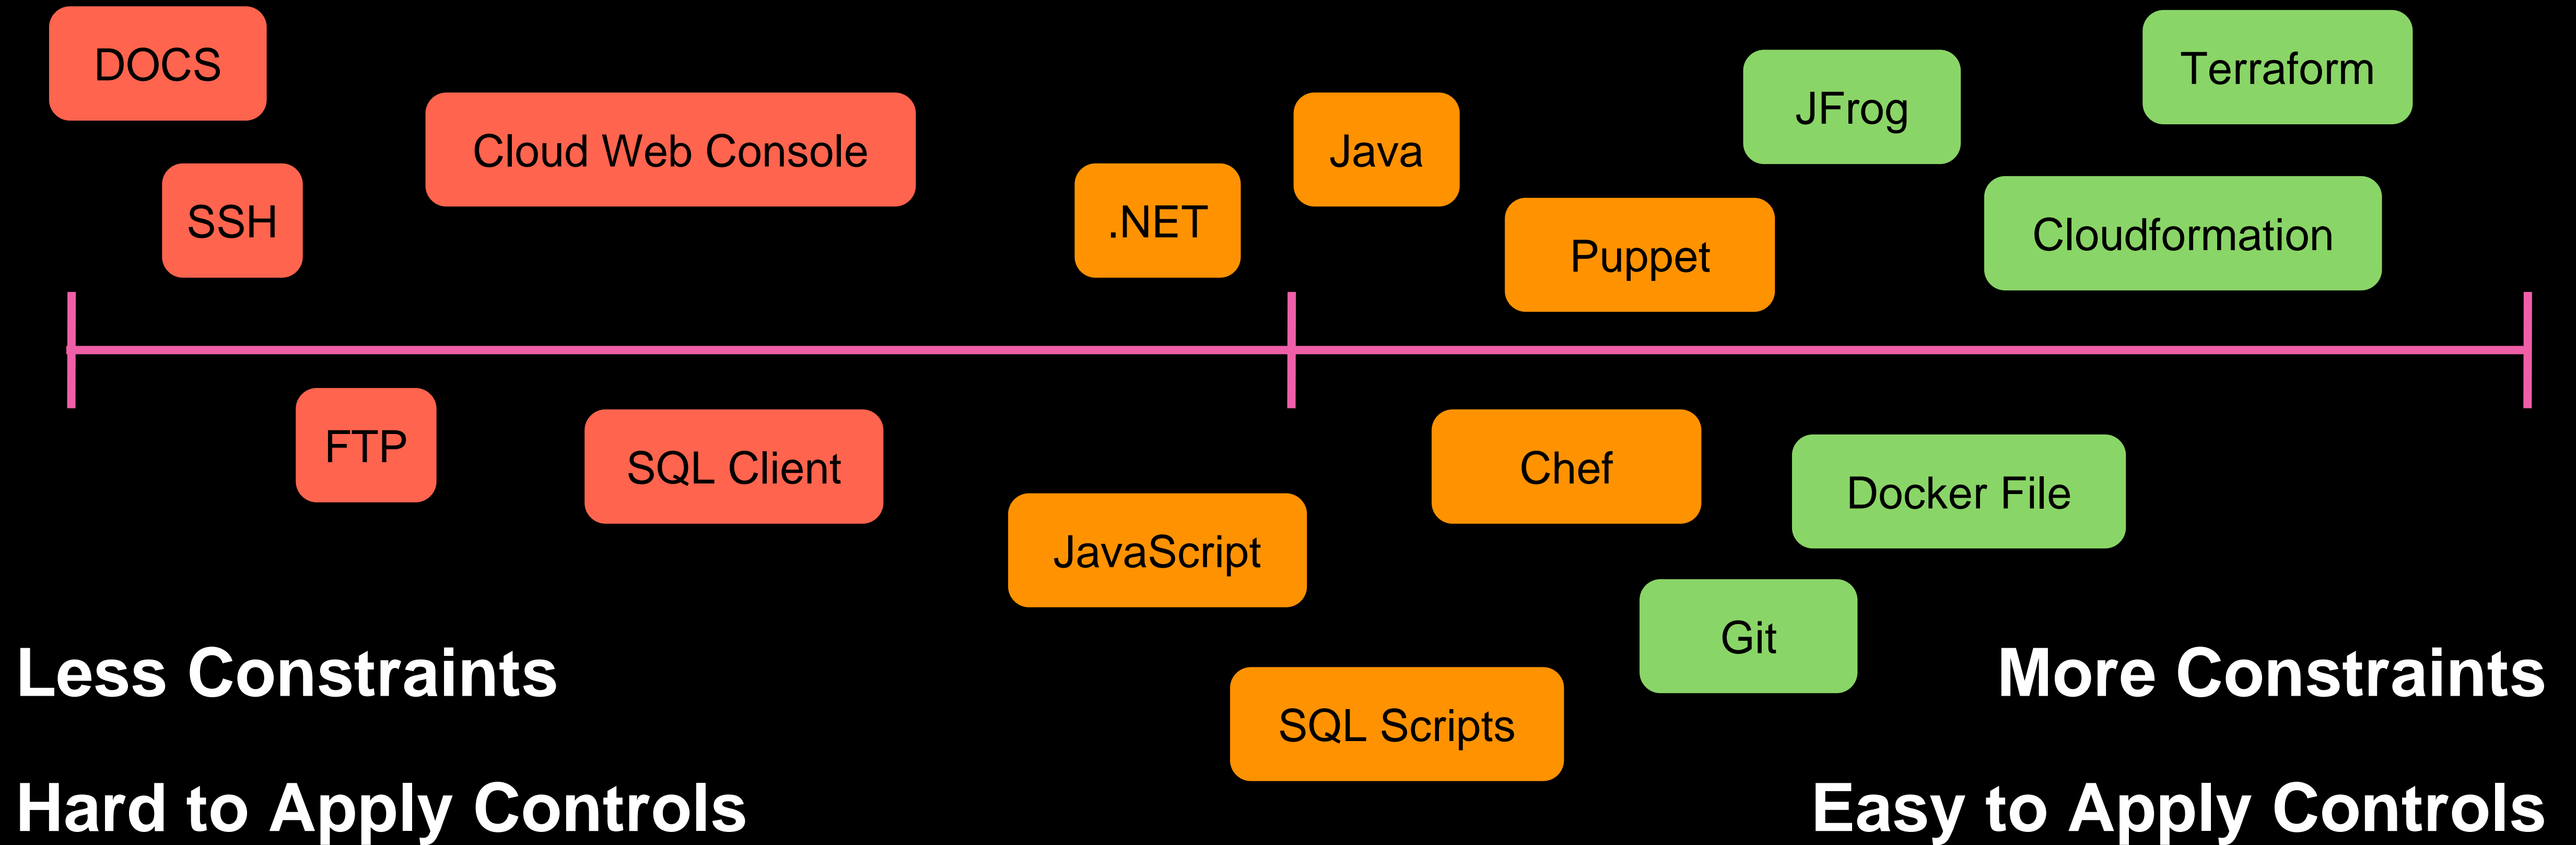 DOCS
Terraform
JFrog
Cloud Web Console
Java
SSH
.NET
Cloudformation
Puppet
FTP
SQL Client
Chef
Docker File
JavaScript
Git
Less Constraints
More Constraints
SQL Scripts
Hard to Apply Controls
Easy to Apply Controls